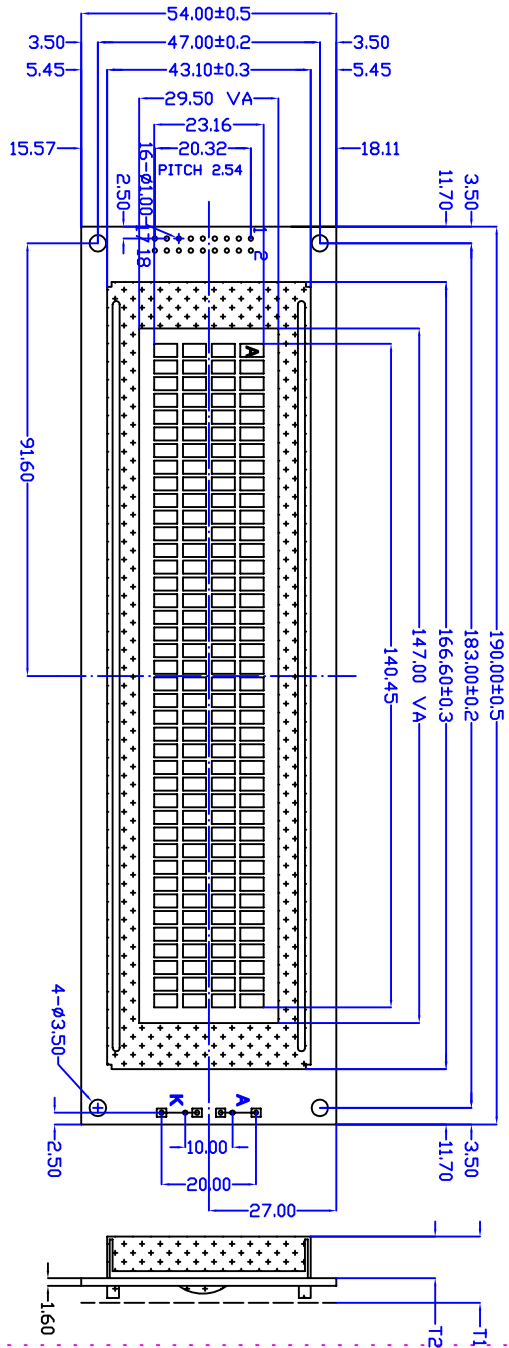 54.00±0.5
3.50 47.00±0.2 3.50
5.45 43.10±0.3 5.45
29.50 VA
23.16
15.57 20.32 18.11
PITCH 2.54
16-Ø1.00
2.50
3.50
11.70
1
2
17
18
A
91.60
190.00±0.5
183.00±0.2
166.60±0.3
147.00 VA
140.45
4-Ø3.50
K
A
2.50
10.00
20.00
27.00
3.50
11.70
1.60
T2
T1